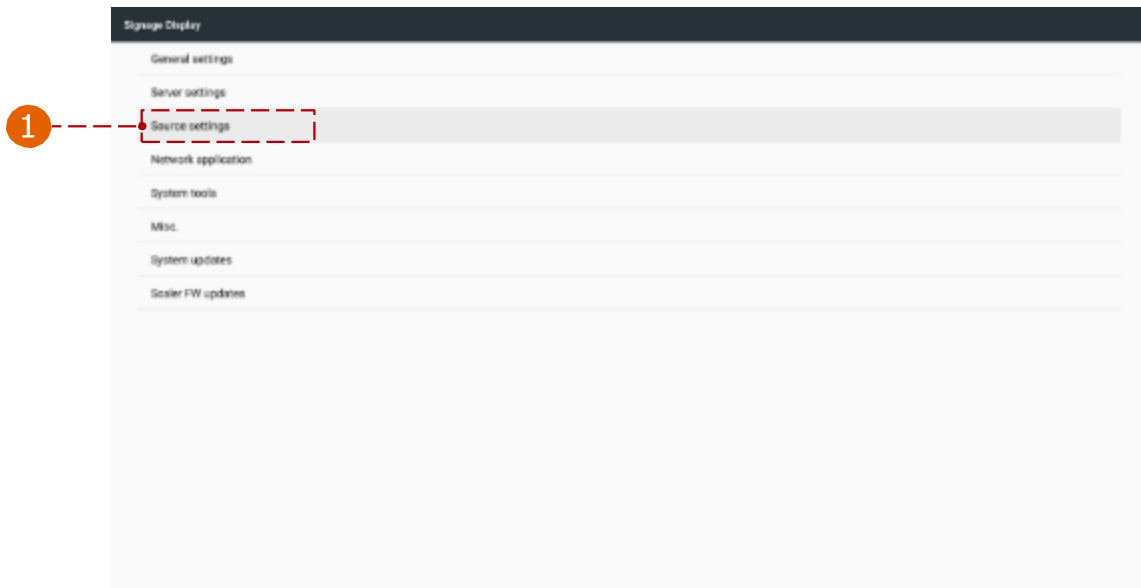 Signage Display
General settings
Server settings
1
Source settings
Network application
System tools
Misc.
System updates
Scaler FW updates